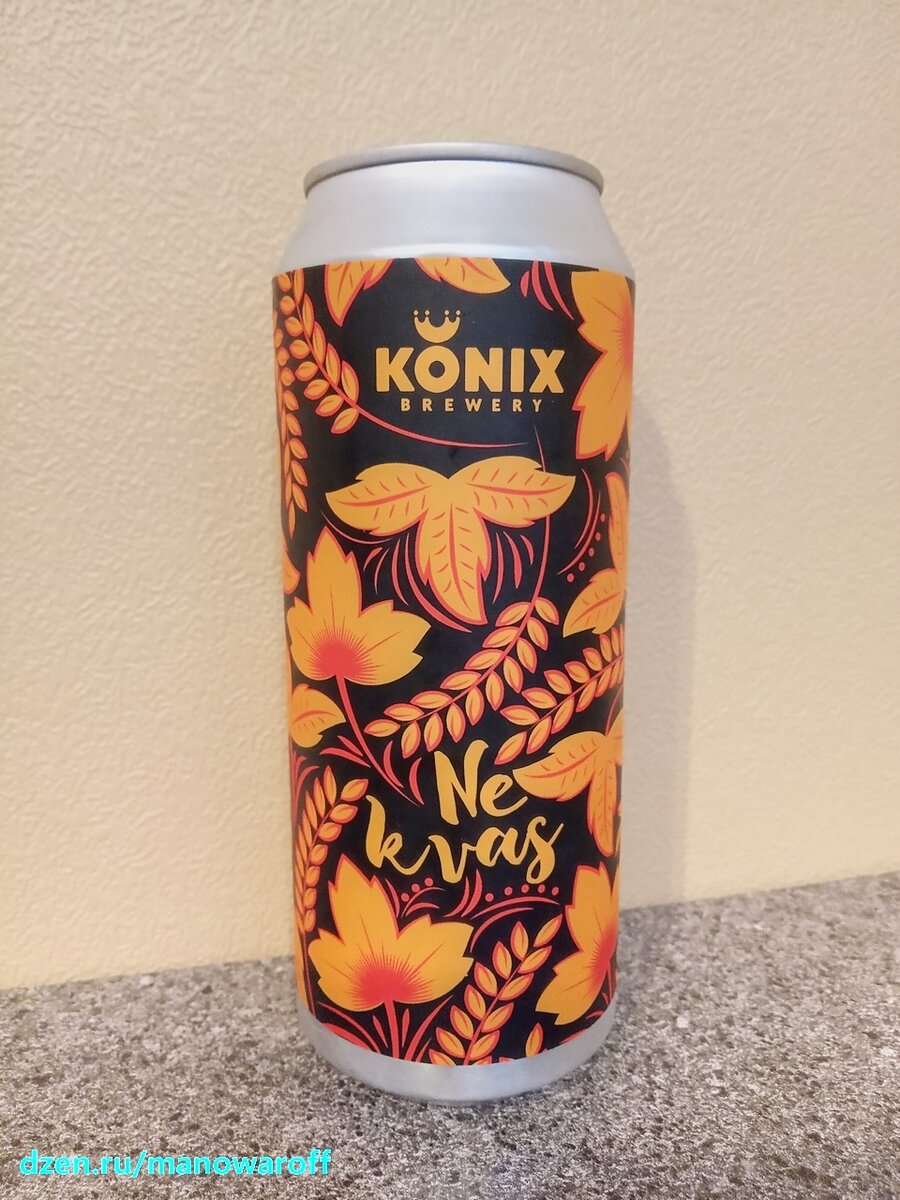 KONIX
BREWERY
Ne
kvas
dzen.ru/manowaroff